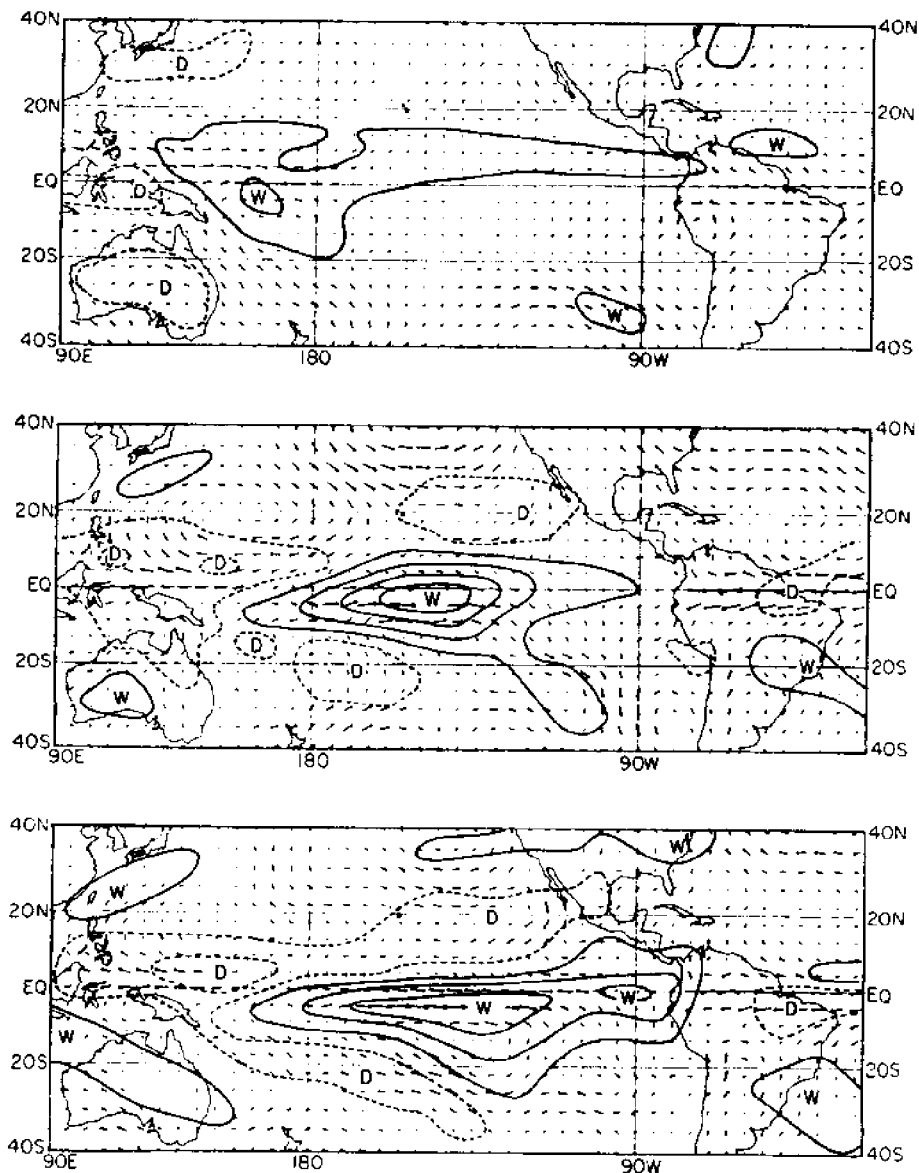 40N 40N
D
20N 20N
W
EQ D W EQ
20S 20S
D
W
40S 40S
90E 180 90W
40N 40N
20N D 20N
D D
EQ W D EQ
D
20S D W 20S
W
40S 40S
90E 180 90W
40N 40N
W
W
20N D 20N
D
EQ W EQ
W D
W
20S D 20S
W
40S 40S
90E 180 90W